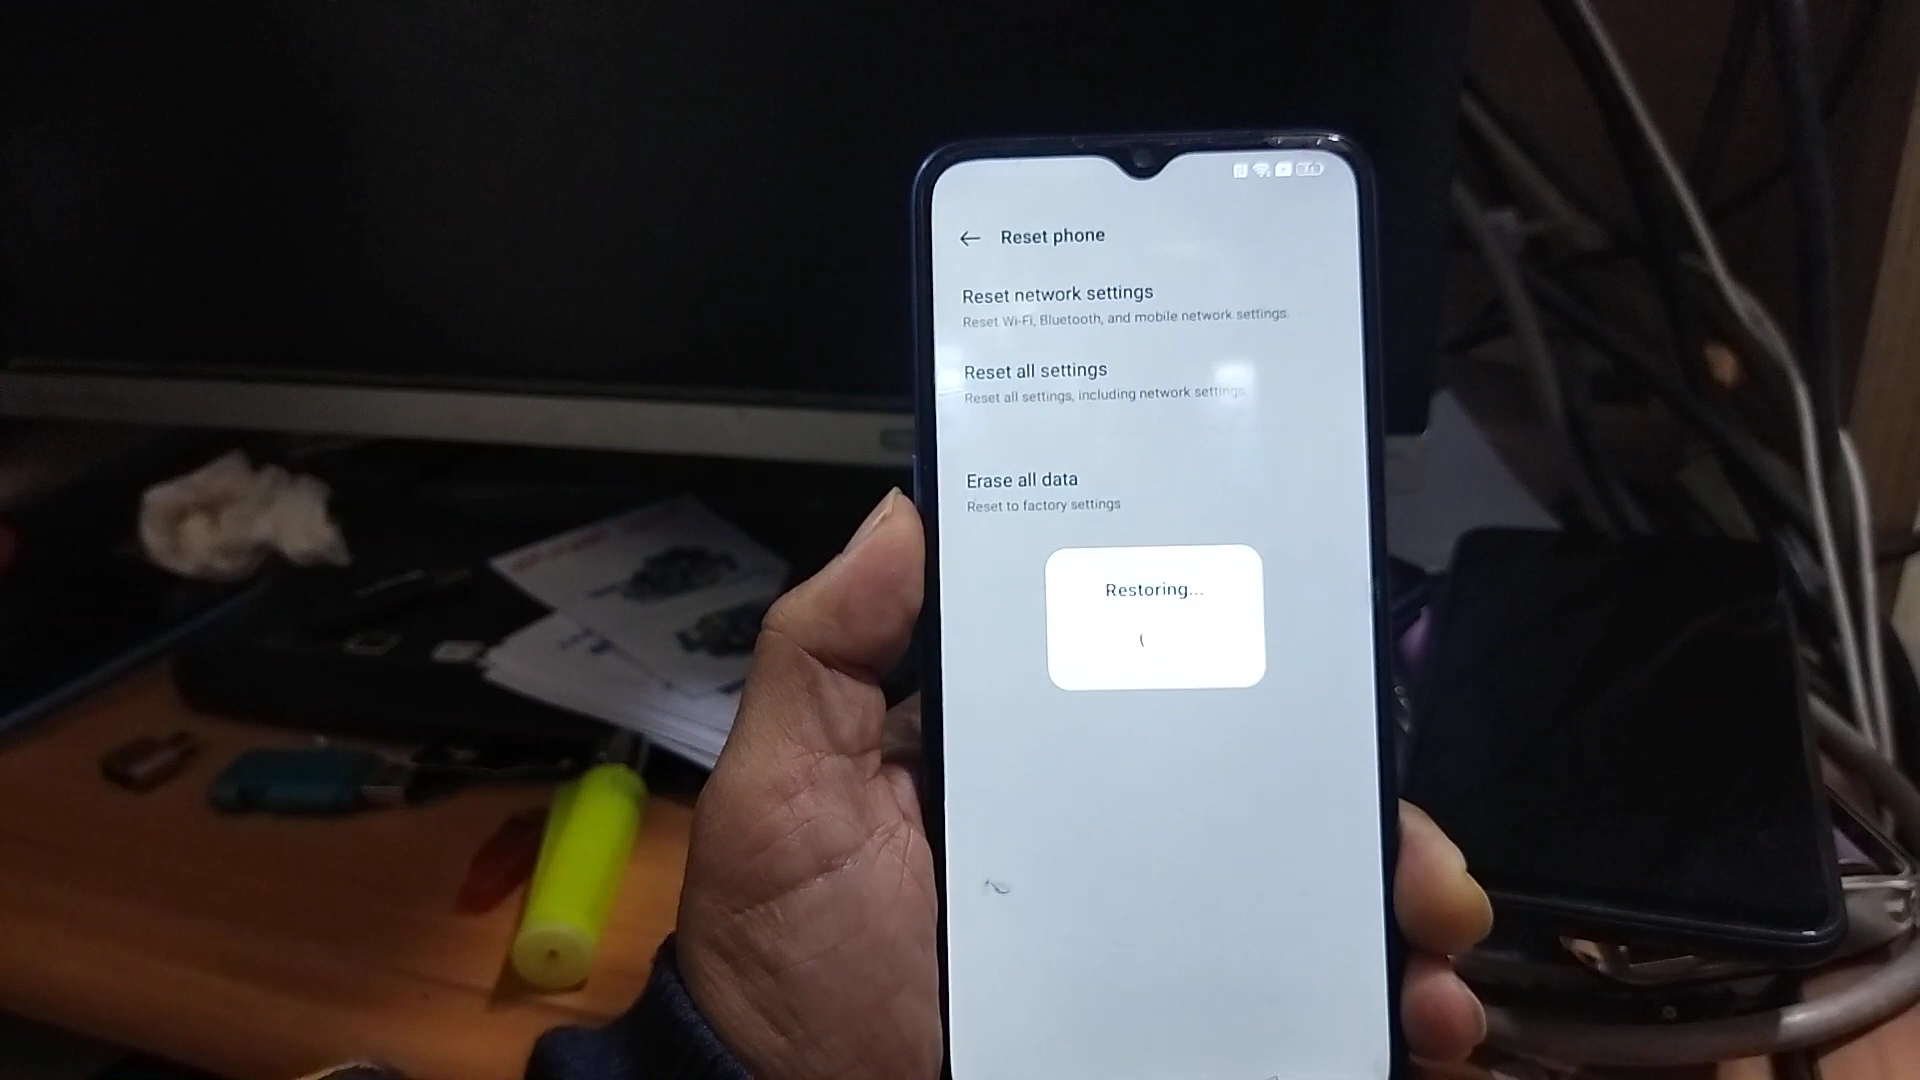 Reset phone
Reset network settings
Reset Wi-Fi, Bluetooth, and mobile network settings.
Reset all settings
Reset all settings, including network settings.
Erase all data
Reset to factory settings
Restoring...